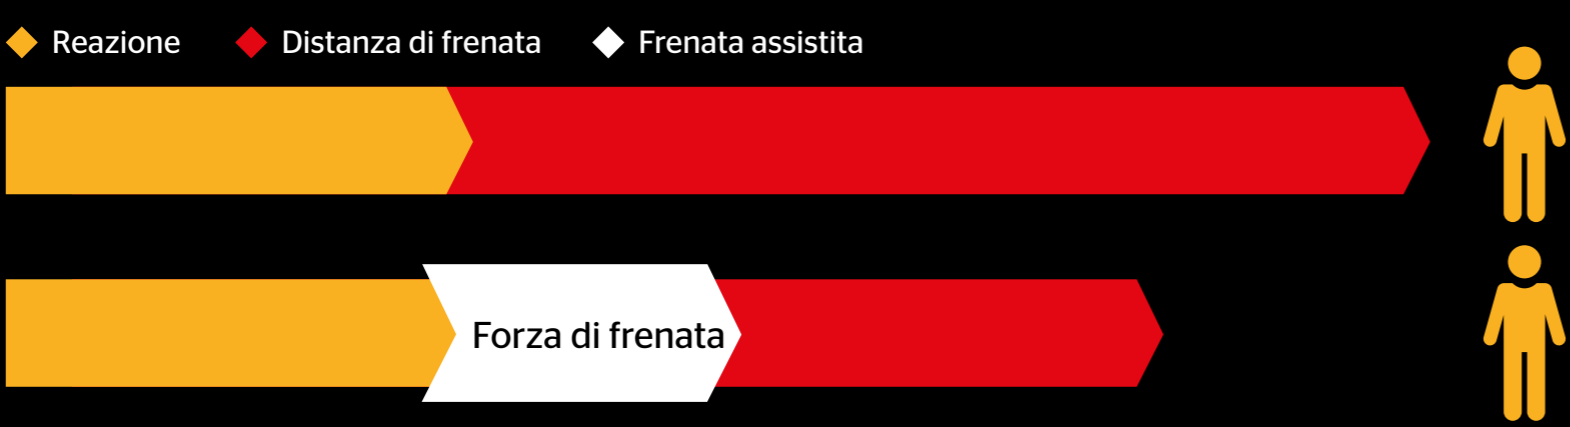 Reazione Distanza di frenata Frenata assistita
Forza di frenata